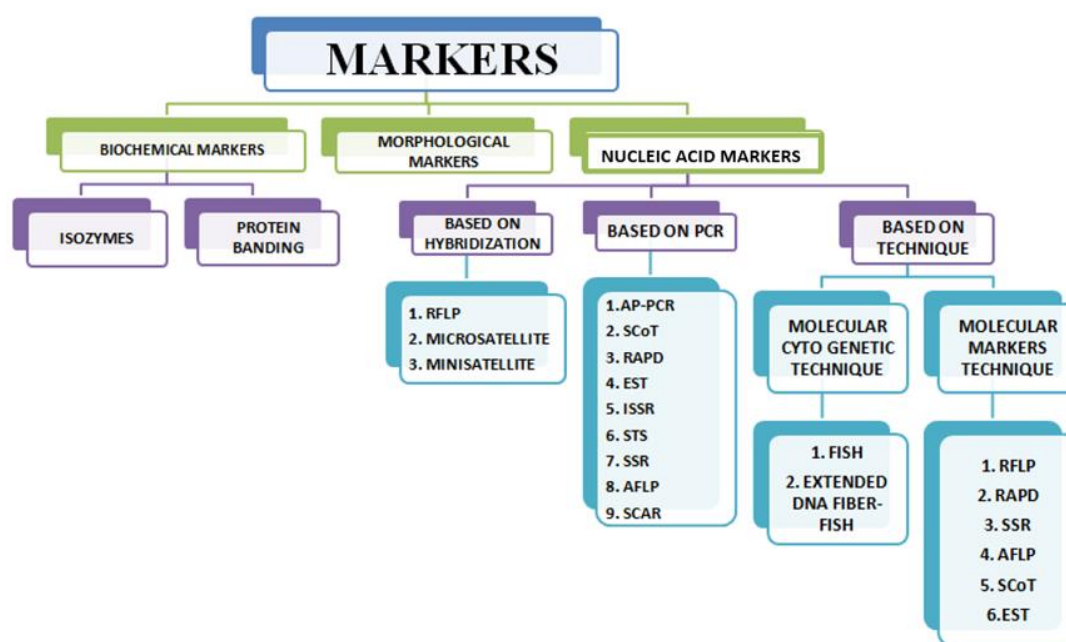 MARKERS
BIOCHEMICAL MARKERS
MORPHOLOGICAL
MARKERS
NUCLEIC ACID MARKERS
ISOZYMES
PROTEIN
BANDING
BASED ON
HYBRIDIZATION
BASED ON PCR
BASED ON
TECHNIQUE
1. RFLP
2. MICROSATELLITE
3. MINISATELLITE
1.AP-PCR
2. SCoT
3. RAPD
4. EST
5. ISSR
6. STS
7. SSR
8. AFLP
9. SCAR
MOLECULAR
CYTO GENETIC
TECHNIQUE
MOLECULAR
MARKERS
TECHNIQUE
1. FISH
2. EXTENDED
DNA FIBER-
FISH
1. RFLP
2. RAPD
3. SSR
4. AFLP
5. SCoT
6.EST